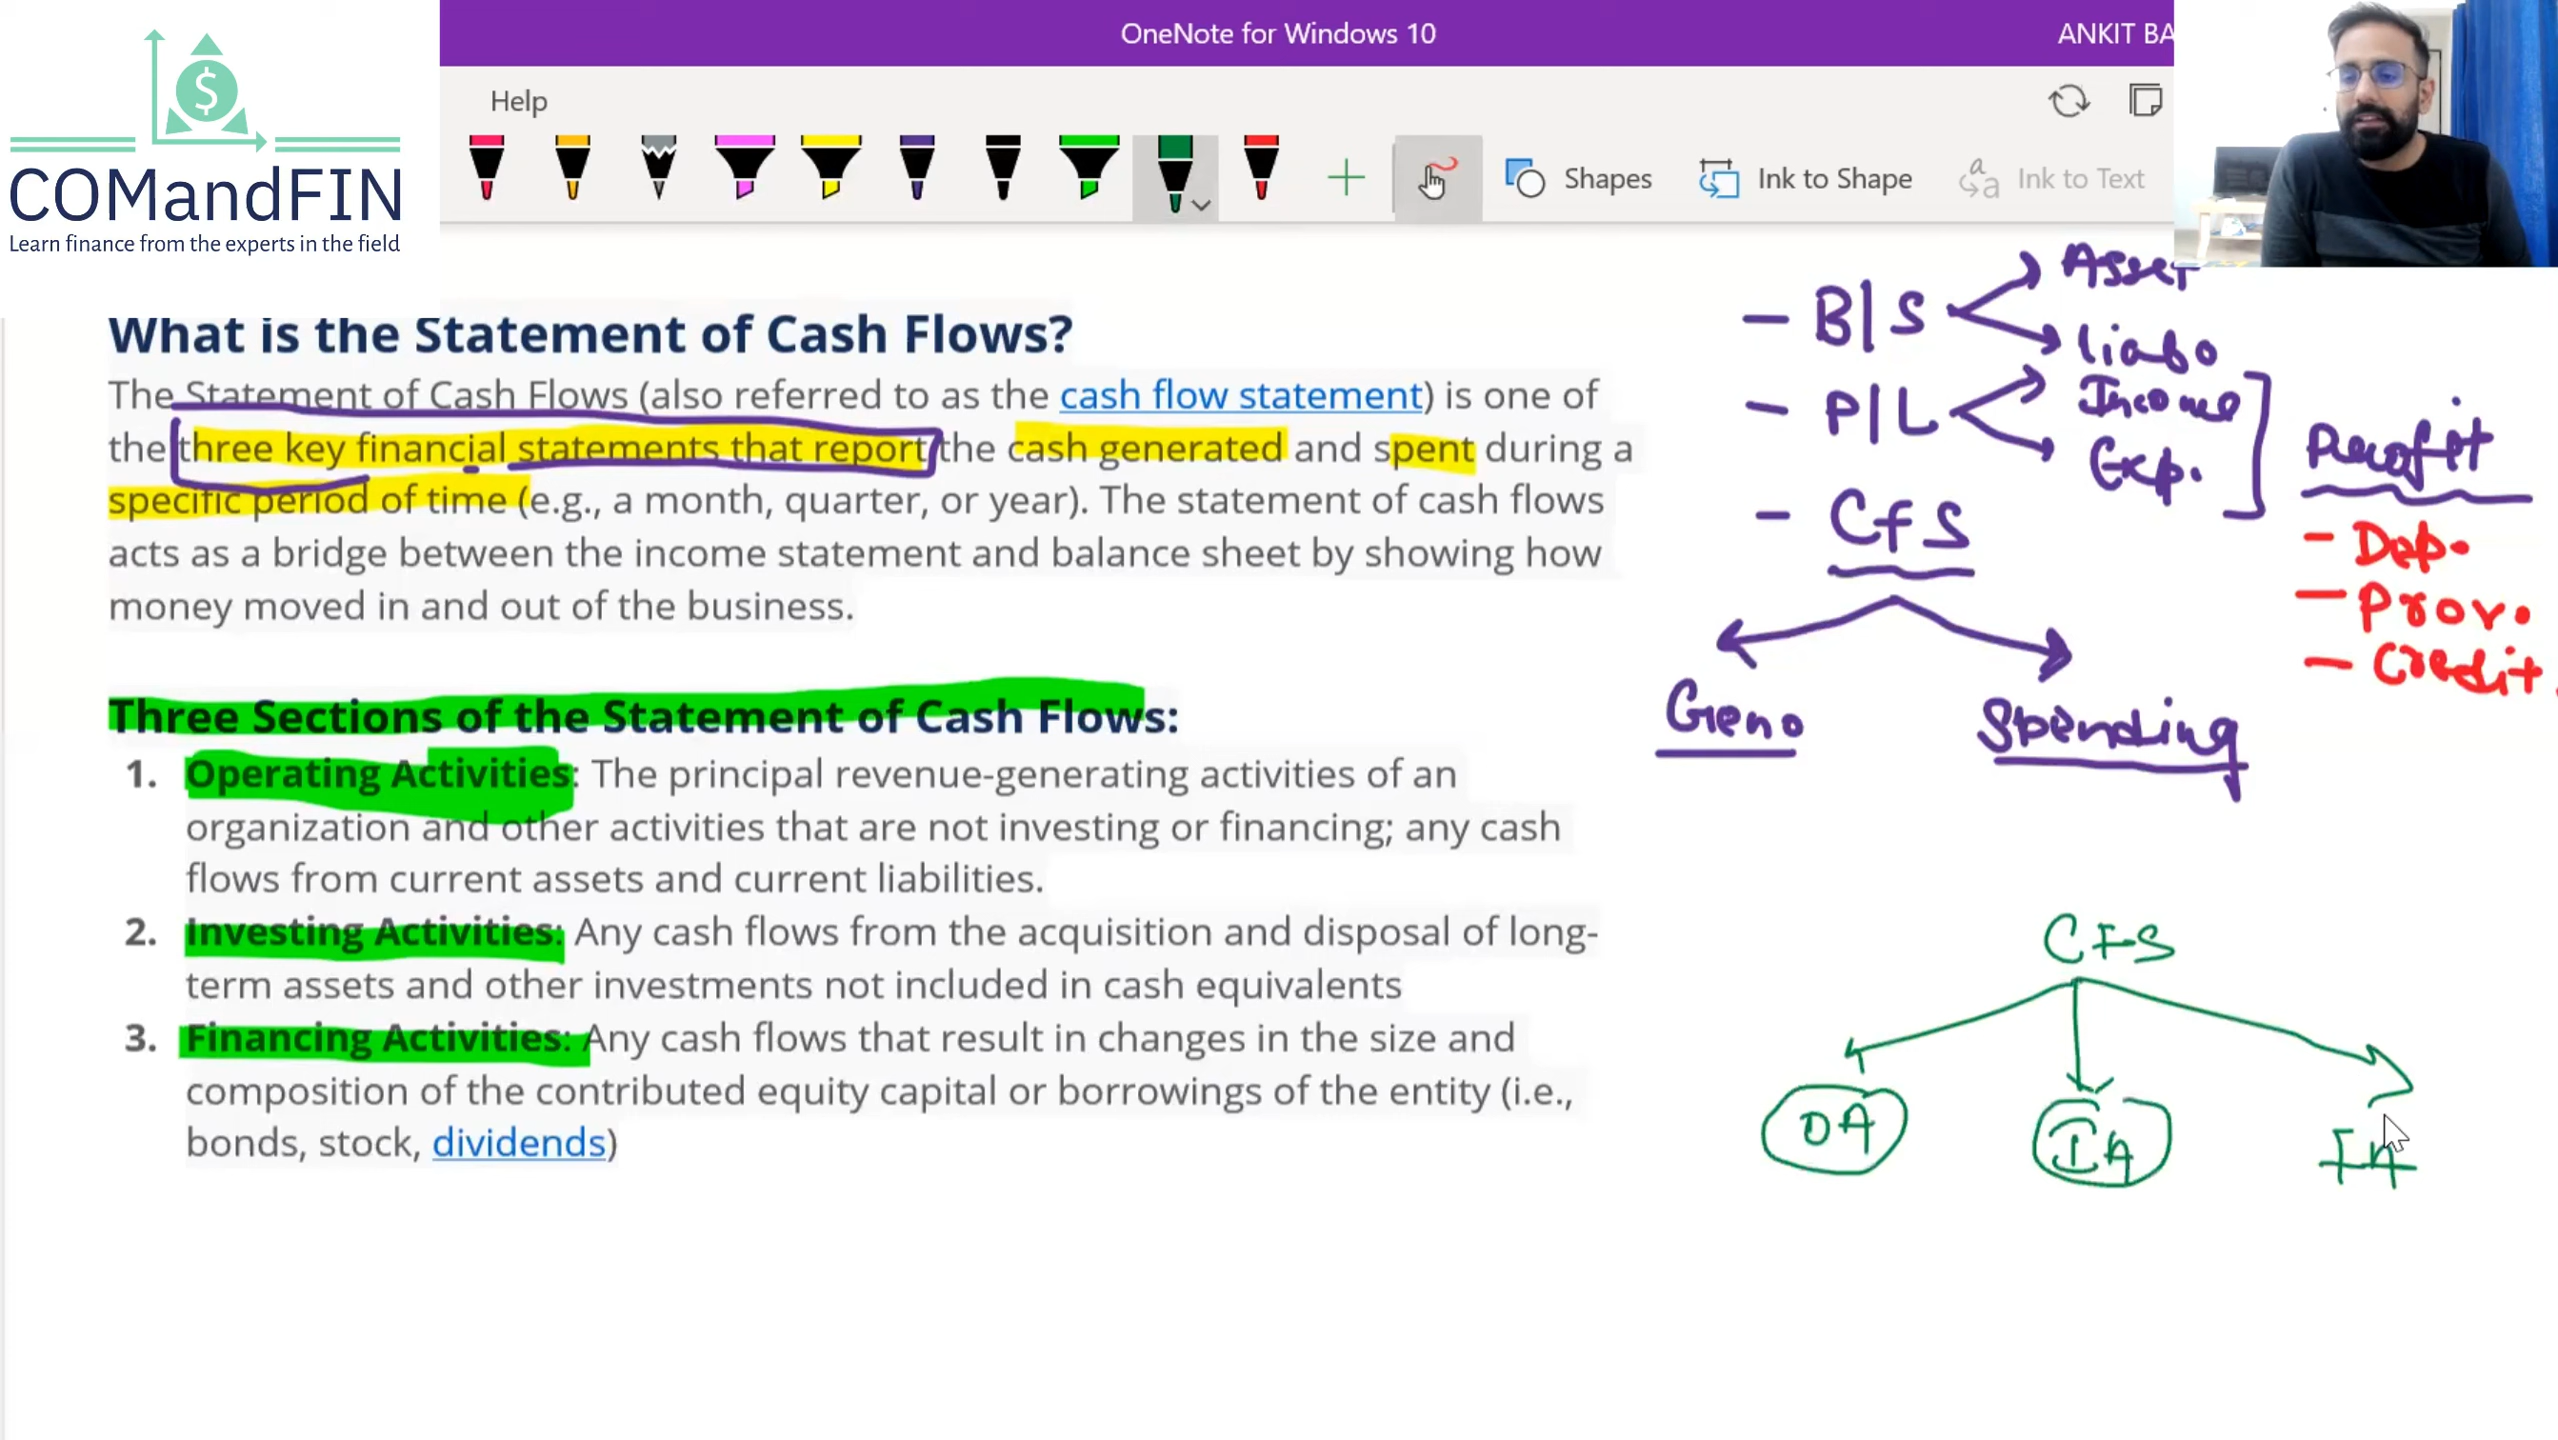 OneNote for Windows 10
ANKIT BA
COMandFIN
Learn finance from the experts in the field
Help
Shapes
Ink to Shape
Ink to Text
What is the Statement of Cash Flows?
The Statement of Cash Flows (also referred to as the cash flow statement) is one of
the three key financial statements that report the cash generated and spent during a
specific period of time (e.g., a month, quarter, or year). The statement of cash flows
acts as a bridge between the income statement and balance sheet by showing how
money moved in and out of the business.
Three Sections of the Statement of Cash Flows:
1. Operating Activities: The principal revenue-generating activities of an
organization and other activities that are not investing or financing; any cash
flows from current assets and current liabilities.
2. Investing Activities: Any cash flows from the acquisition and disposal of long-
term assets and other investments not included in cash equivalents
3. Financing Activities: Any cash flows that result in changes in the size and
composition of the contributed equity capital or borrowings of the entity (i.e.,
bonds, stock, dividends)
- B|S
Asset
Liab.
- P|L
Income
Exp.
Profit
- CFS
- Dep.
- Prov.
- Credit
Gen.
Spending
CFS
OA
IA